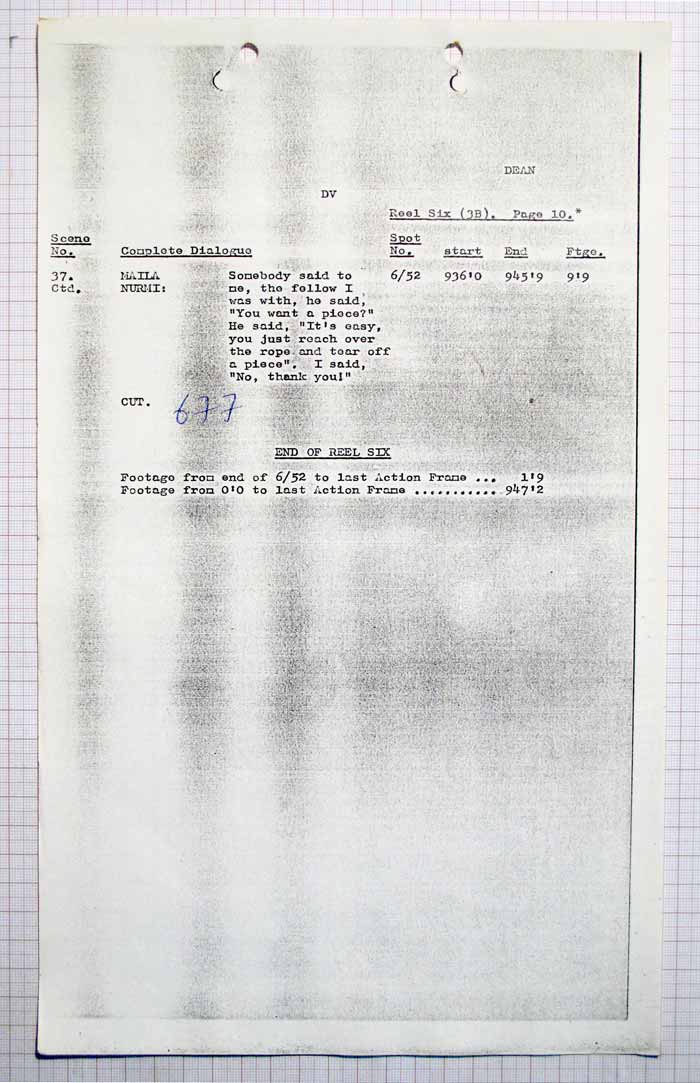 DEAN
DV
Reel Six (3B). Page 10.*
Scene No. Complete Dialogue Spot No. start End Ftge.
37. MAILA Somebody said to 6/52 936'0 945'9 9'9
Ctd. NURMI: me, the fellow I
was with, he said,
"You want a piece?"
He said, "It's easy,
you just reach over
the rope and tear off
a piece". I said,
"No, thank you!"
CUT. 677
END OF REEL SIX
Footage from end of 6/52 to last Action Frame ... 1'9
Footage from 0'0 to last Action Frame ........... 947'2